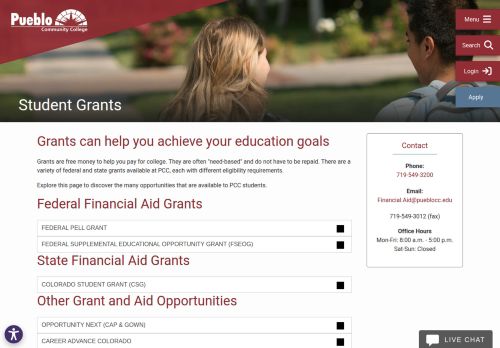 Pueblo
Community College
Menu
Search
Login
Apply
Student Grants
Grants can help you achieve your education goals
Grants are free money to help you pay for college. They are often "need-based" and do not have to be repaid. There are a
variety of federal and state grants available at PCC, each with different eligibility requirements.
Explore this page to discover the many opportunities that are available to PCC students.
Federal Financial Aid Grants
FEDERAL PELL GRANT
FEDERAL SUPPLEMENTAL EDUCATIONAL OPPORTUNITY GRANT (FSEOG)
State Financial Aid Grants
COLORADO STUDENT GRANT (CSG)
Other Grant and Aid Opportunities
OPPORTUNITY NEXT (CAP & GOWN)
CAREER ADVANCE COLORADO
Contact
Phone:
719-549-3200
Email:
Financial.Aid@pueblocc.edu
719-549-3012 (fax)
Office Hours
Mon-Fri: 8:00 a.m. - 5:00 p.m.
Sat-Sun: Closed
LIVE CHAT